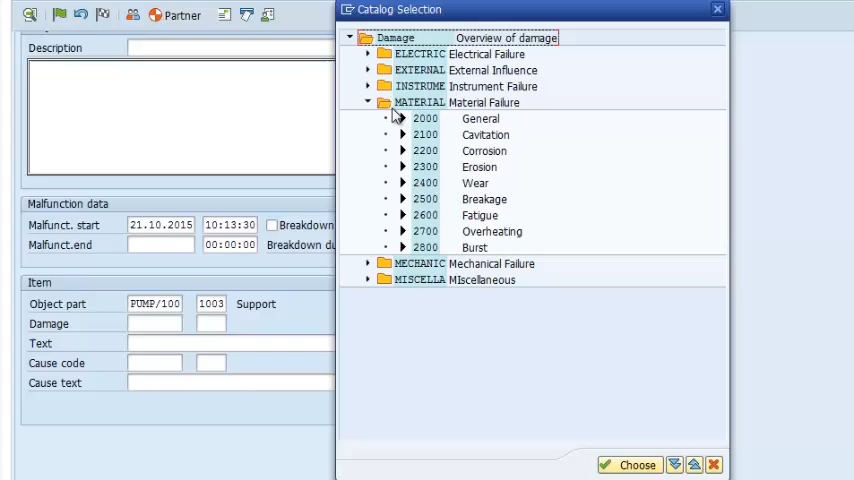 Partner
Description
Malfunction data
Malfunct. start 21.10.2015 10:13:30 Breakdown
Malfunct.end 00:00:00 Breakdown du
Item
Object part PUMP/100 1003 Support
Damage
Text
Cause code
Cause text
Catalog Selection
Damage Overview of damage
ELECTRIC Electrical Failure
EXTERNAL External Influence
INSTRUME Instrument Failure
MATERIAL Material Failure
2000 General
2100 Cavitation
2200 Corrosion
2300 Erosion
2400 Wear
2500 Breakage
2600 Fatigue
2700 Overheating
2800 Burst
MECHANIC Mechanical Failure
MISCELLA MIscellaneous
Choose